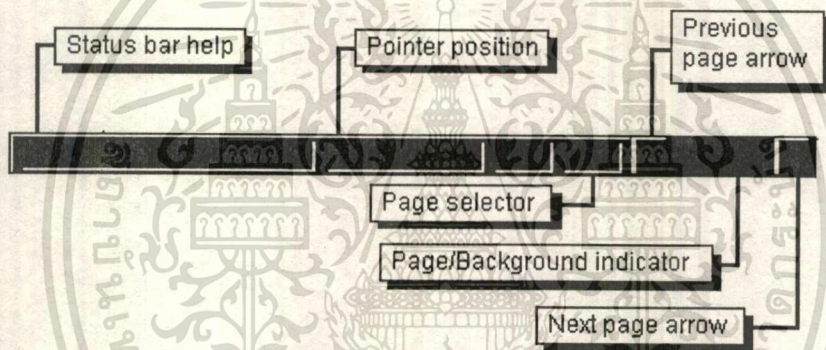 Status bar help
Pointer position
Previous
page arrow
Page selector
Page/Background indicator
Next page arrow